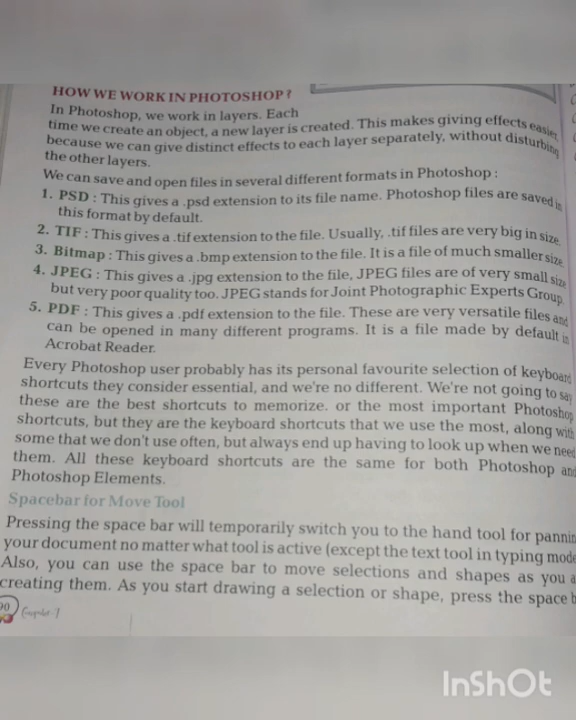 HOW WE WORK IN PHOTOSHOP ?
In Photoshop, we work in layers. Each
time we create an object, a new layer is created. This makes giving effects easier
because we can give distinct effects to each layer separately, without disturbing
the other layers.
We can save and open files in several different formats in Photoshop :
1. PSD : This gives a .psd extension to its file name. Photoshop files are saved in
this format by default.
2. TIF : This gives a .tif extension to the file. Usually, .tif files are very big in size.
3. Bitmap : This gives a .bmp extension to the file. It is a file of much smaller size.
4. JPEG : This gives a .jpg extension to the file, JPEG files are of very small size
but very poor quality too. JPEG stands for Joint Photographic Experts Group.
5. PDF : This gives a .pdf extension to the file. These are very versatile files and
can be opened in many different programs. It is a file made by default in
Acrobat Reader.
Every Photoshop user probably has its personal favourite selection of keyboard
shortcuts they consider essential, and we're no different. We're not going to say
these are the best shortcuts to memorize. or the most important Photoshop
shortcuts, but they are the keyboard shortcuts that we use the most, along with
some that we don't use often, but always end up having to look up when we need
them. All these keyboard shortcuts are the same for both Photoshop and
Photoshop Elements.
Spacebar for Move Tool
Pressing the space bar will temporarily switch you to the hand tool for pannin
your document no matter what tool is active (except the text tool in typing mode
Also, you can use the space bar to move selections and shapes as you a
creating them. As you start drawing a selection or shape, press the space b
90
InShOt